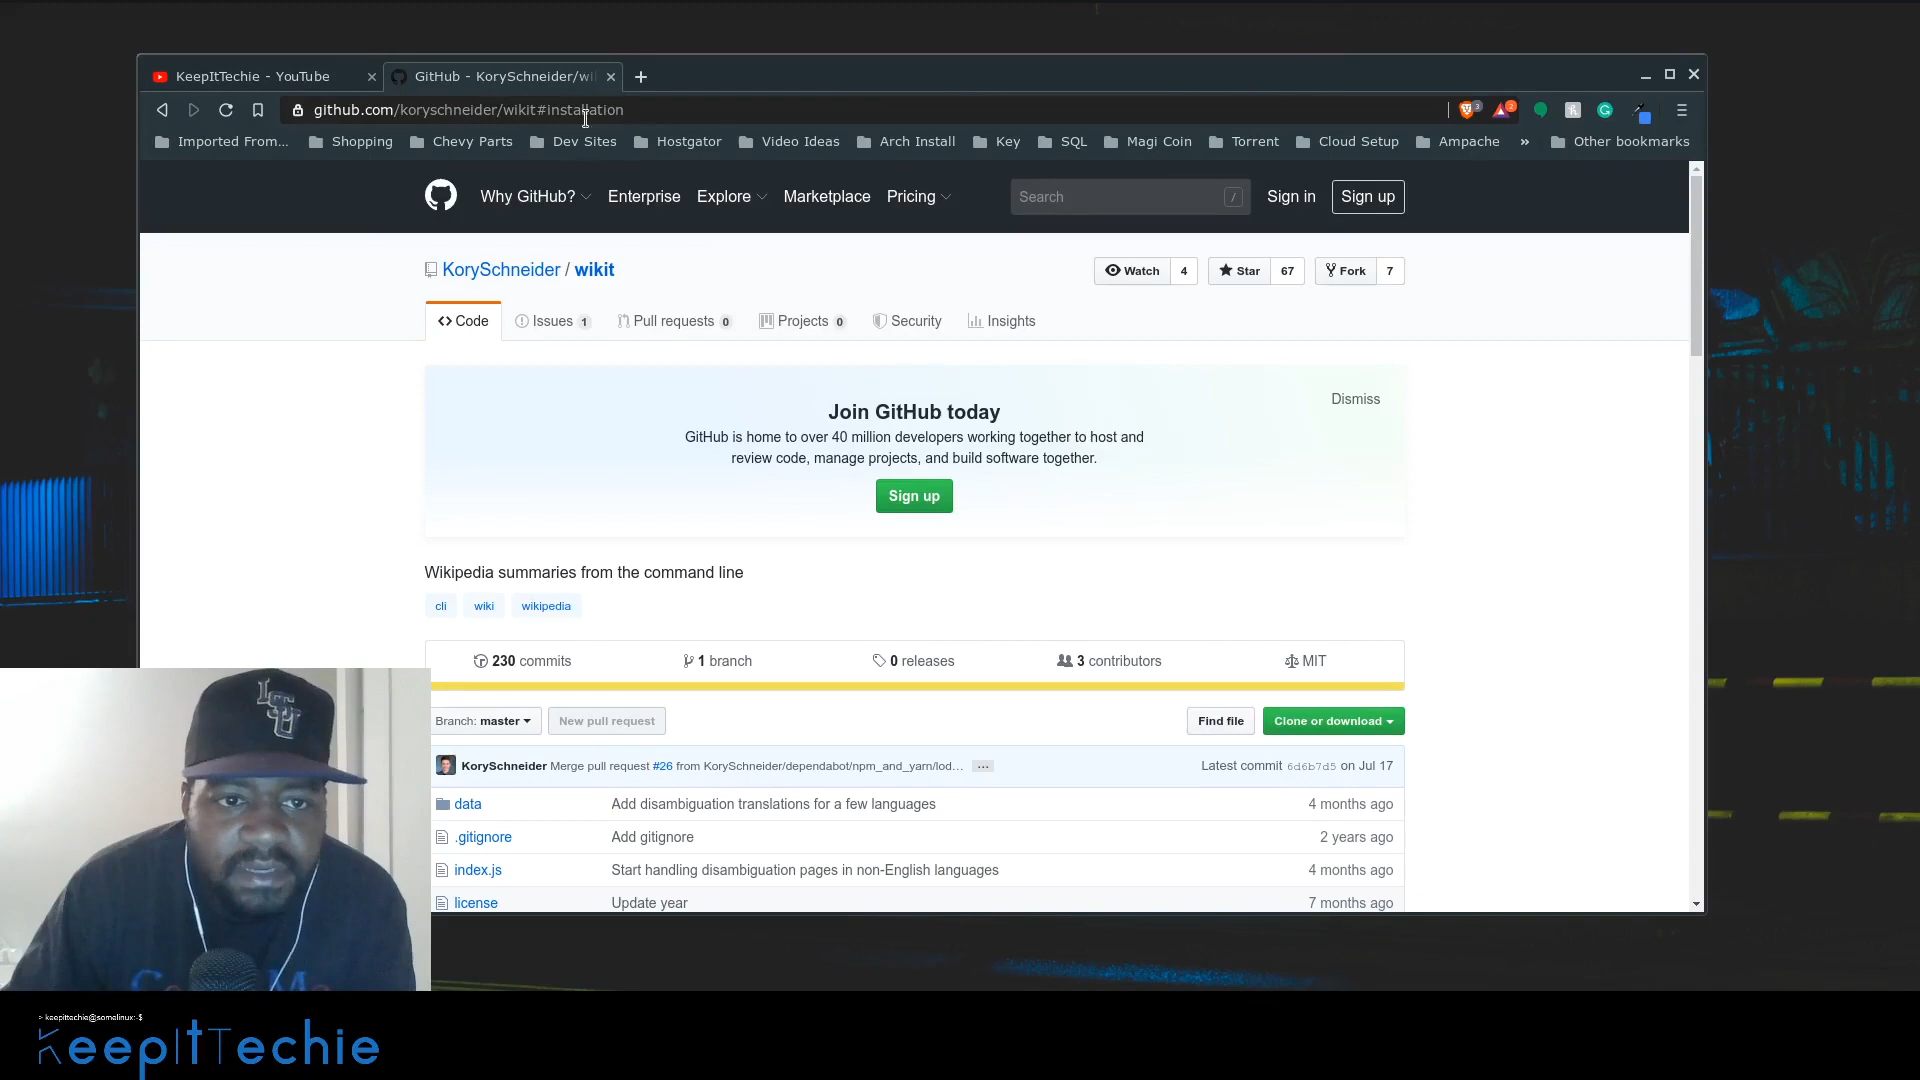 KeepItTechie - YouTube
GitHub - KorySchneider/wi
github.com/koryschneider/wikit#installation
3
2
Imported From...
Shopping
Chevy Parts
Dev Sites
Hostgator
Video Ideas
Arch Install
Key
SQL
Magi Coin
Torrent
Cloud Setup
Ampache
»
Other bookmarks
Why GitHub?
Enterprise
Explore
Marketplace
Pricing
Search
/
Sign in
Sign up
KorySchneider / wikit
Watch 4
Star 67
Fork 7
Code
Issues 1
Pull requests 0
Projects 0
Security
Insights
Join GitHub today
Dismiss
GitHub is home to over 40 million developers working together to host and
review code, manage projects, and build software together.
Sign up
Wikipedia summaries from the command line
cli
wiki
wikipedia
230 commits
1 branch
0 releases
3 contributors
MIT
Branch: master
New pull request
Find file
Clone or download
KorySchneider Merge pull request #26 from KorySchneider/dependabot/npm_and_yarn/lod… ...
Latest commit 6d6b7d5 on Jul 17
data Add disambiguation translations for a few languages 4 months ago
.gitignore Add gitignore 2 years ago
index.js Start handling disambiguation pages in non-English languages 4 months ago
license Update year 7 months ago
LSU
> keepittechie@somelinux:-$
KeepItTechie